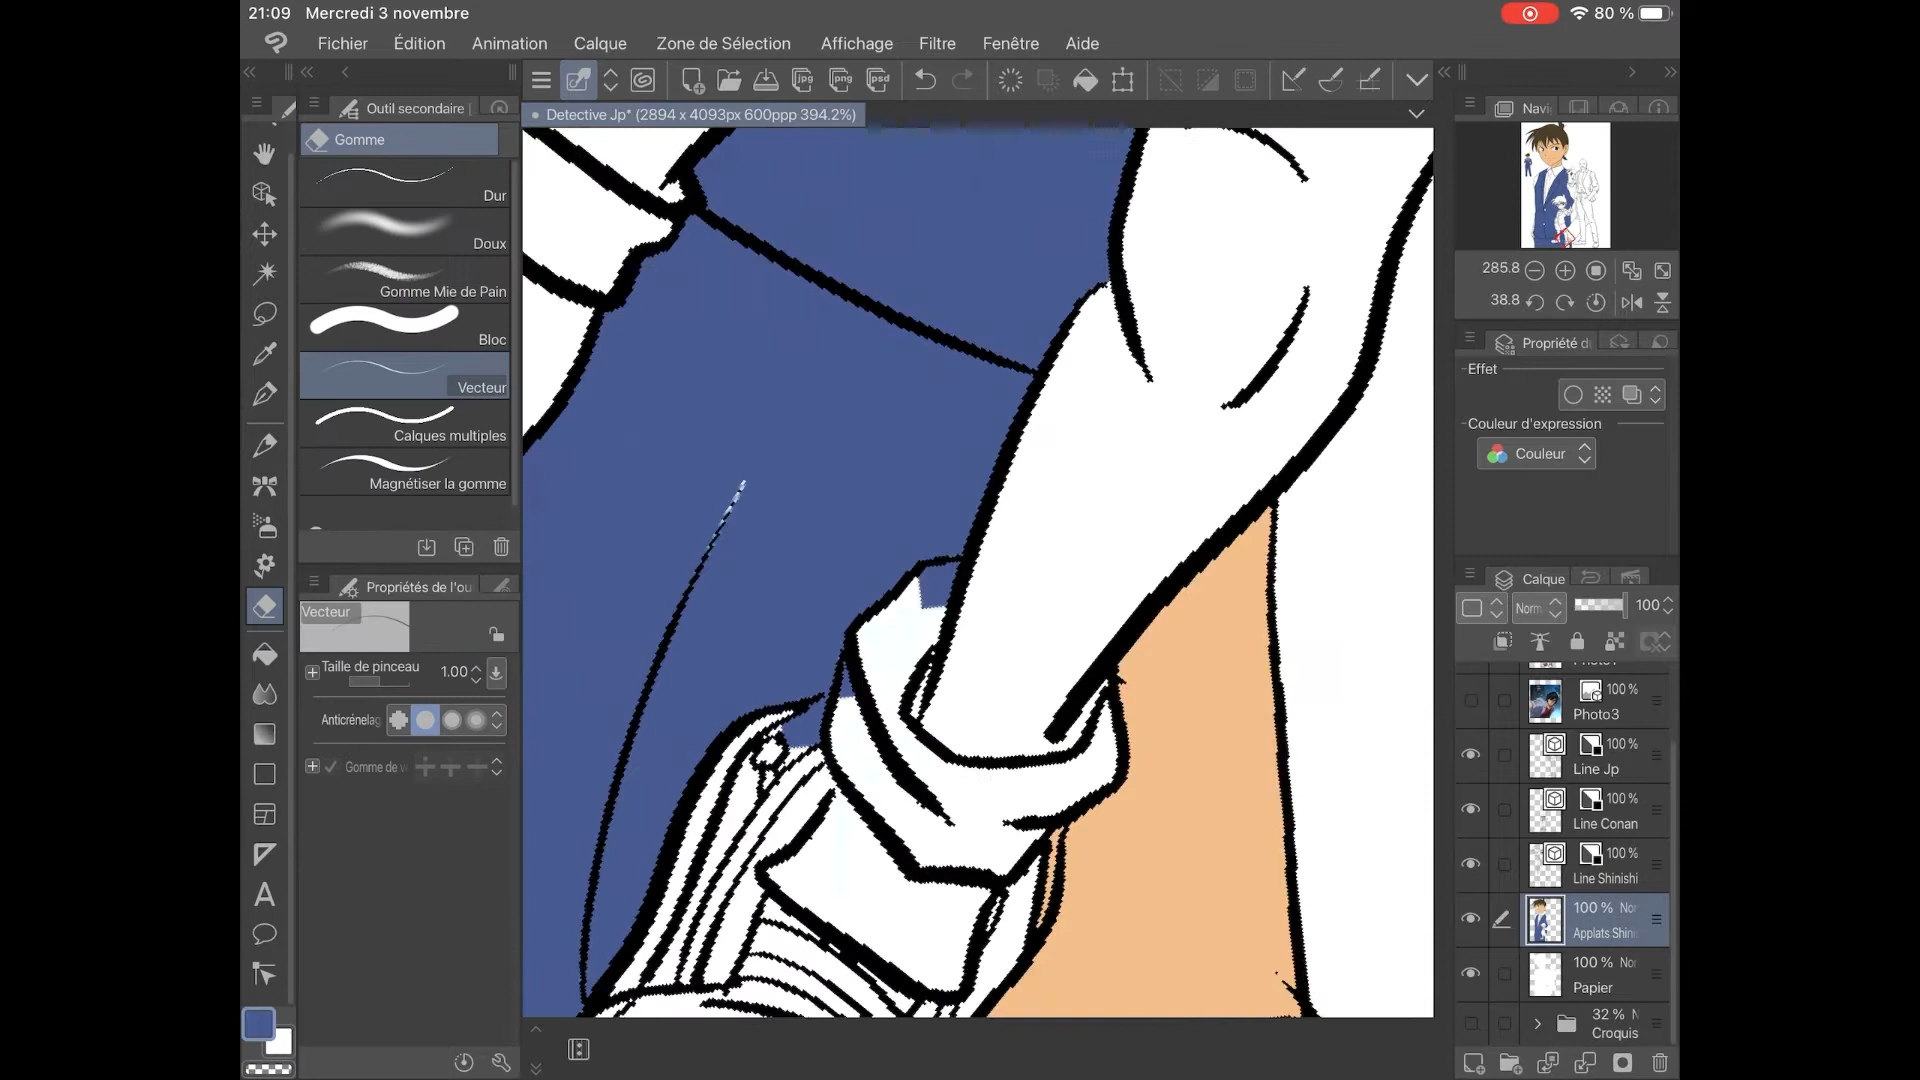 21:09 Mercredi 3 novembre
80 %
Fichier Édition Animation Calque Zone de Sélection Affichage Filtre Fenêtre Aide
Outil secondaire
jpg png psd
Detective Jp* (2894 x 4093px 600ppp 394.2%)
Gomme
Dur
Doux
Gomme Mie de Pain
Bloc
Vecteur
Calques multiples
Magnétiser la gomme
Propriétés de l'ou
Vecteur
Taille de pinceau 1.00
Anticrénelag
Gomme de v
A
Navi
285.8
38.8
Propriété d
Effet
Couleur d'expression
Couleur
Calque
Norm 100
100 %
Photo3
100 %
Line Jp
100 %
Line Conan
100 %
Line Shinishi
100 % No
Applats Shin
100 % No
Papier
32 % N
Croquis